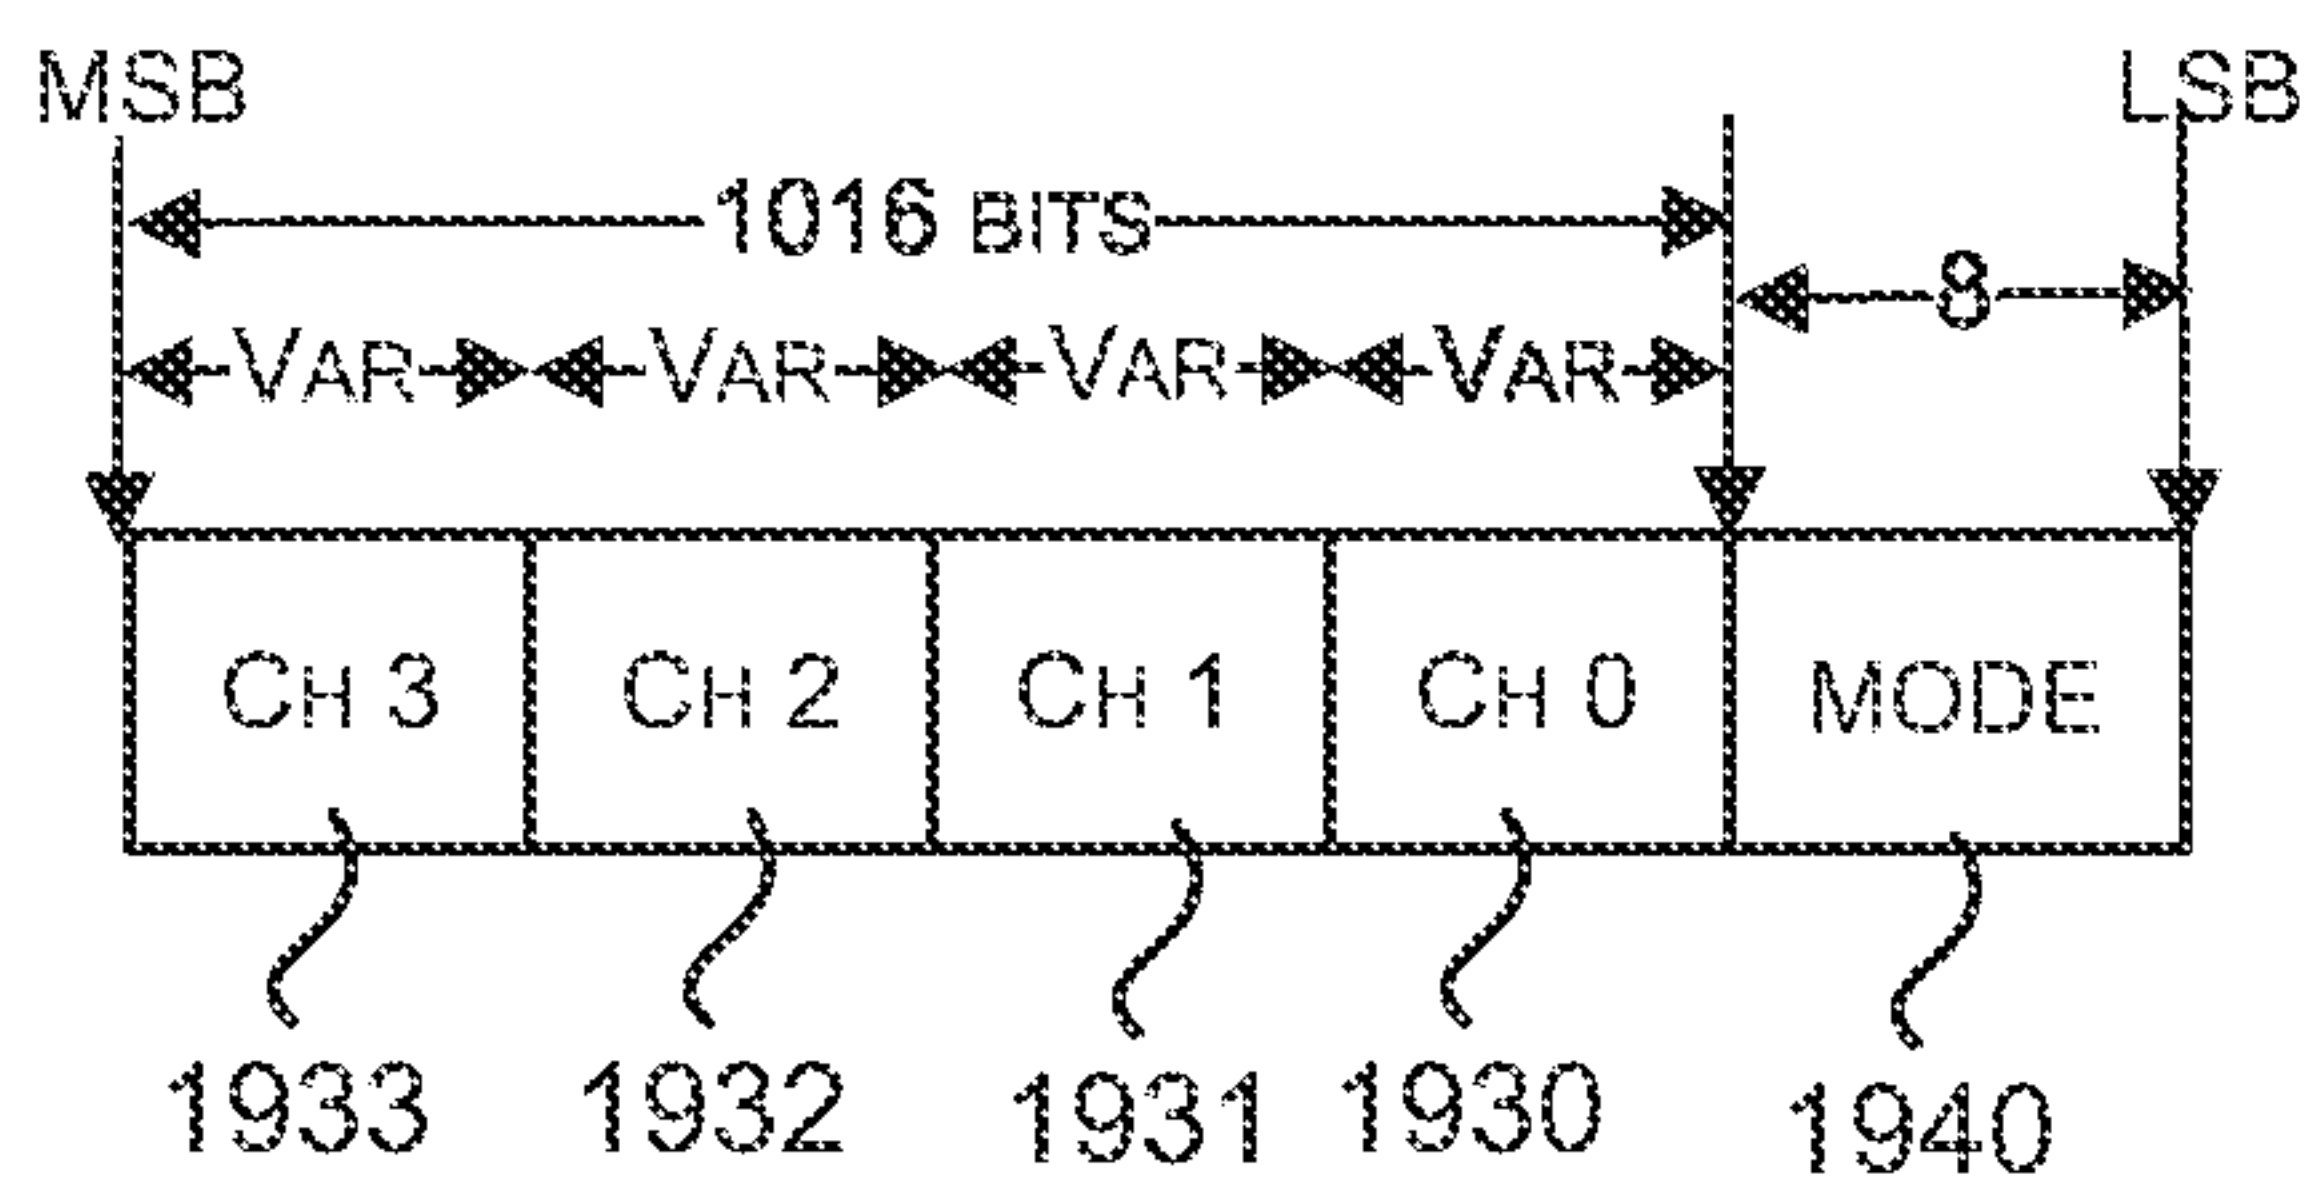 MSB LSB
1016 BITS
8
VAR VAR VAR VAR
CH 3 CH 2 CH 1 CH 0 MODE
1933 1932 1931 1930 1940